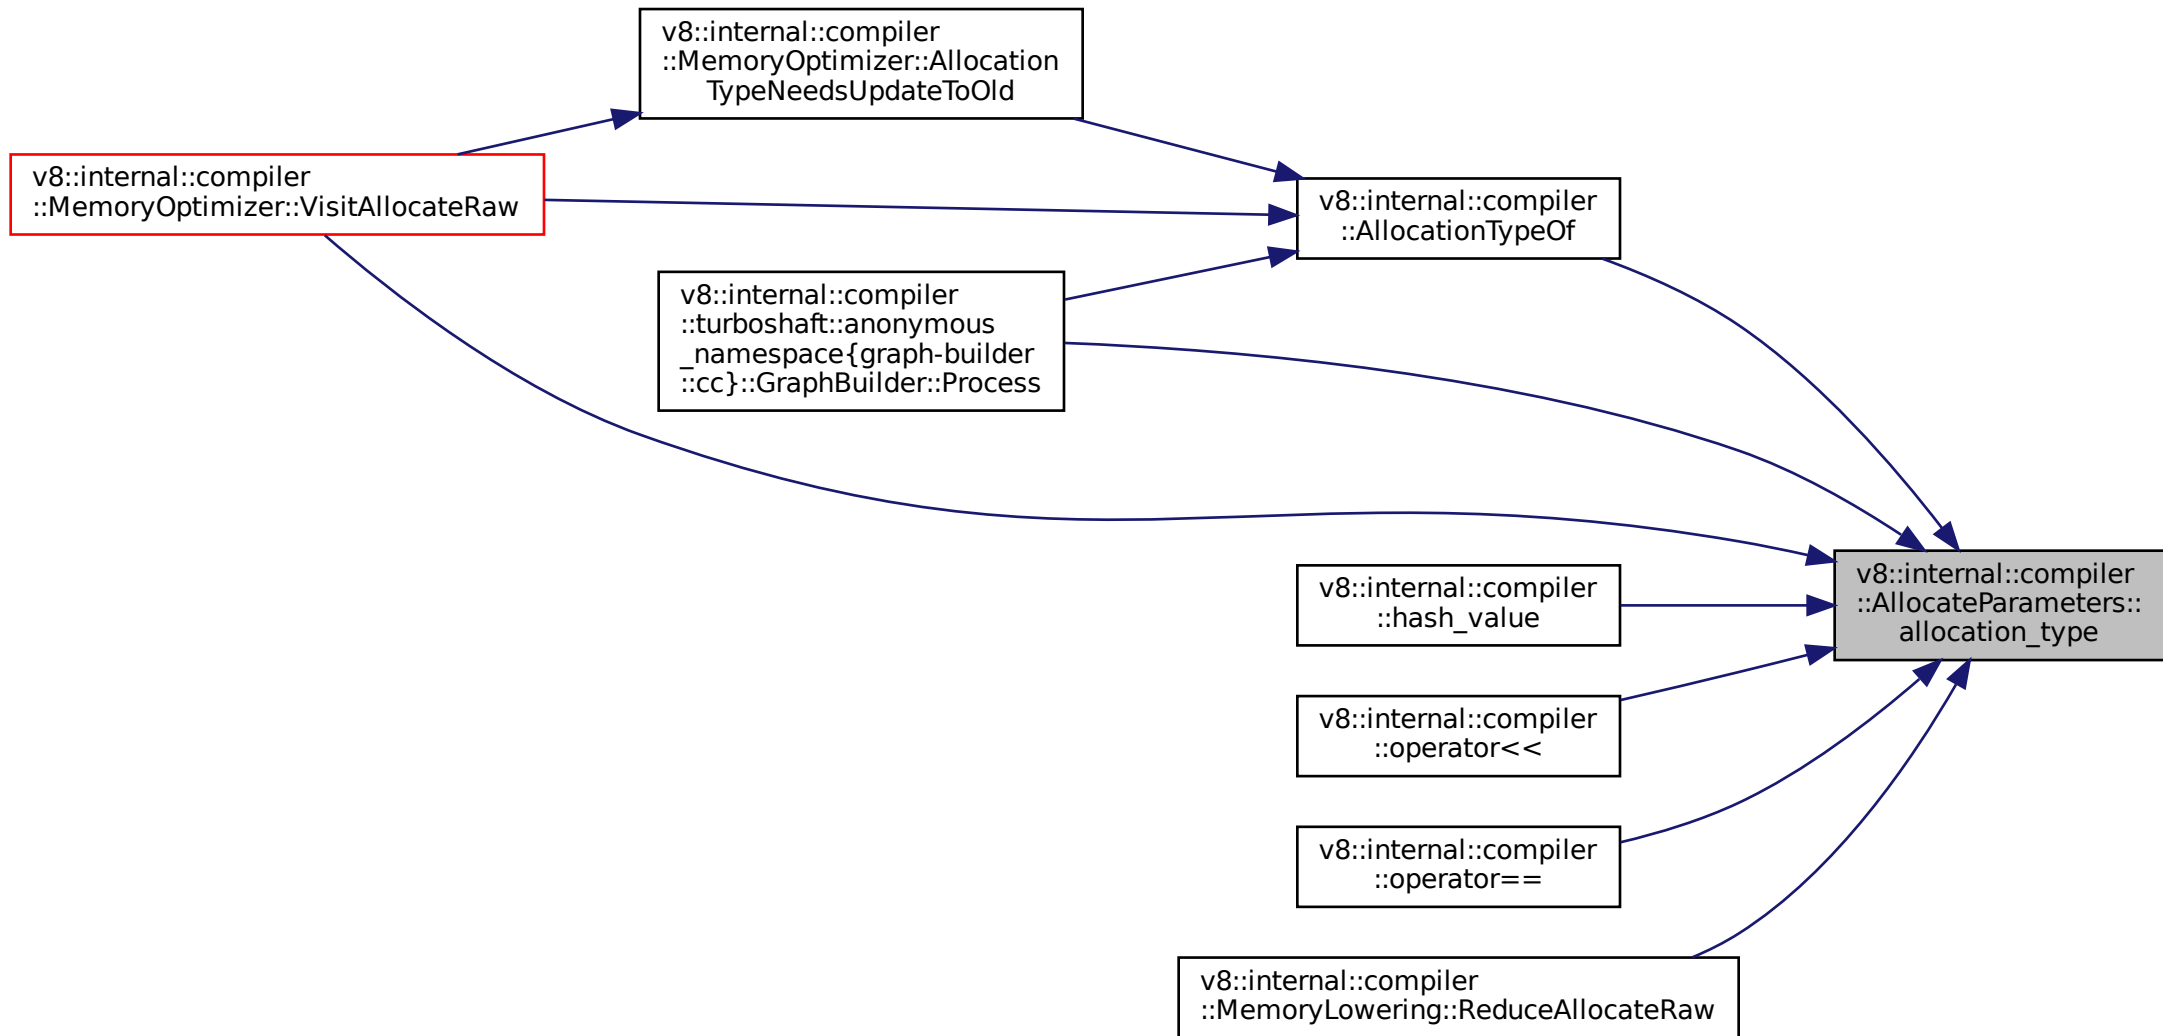 v8::internal::compiler
::MemoryOptimizer::Allocation
TypeNeedsUpdateToOld
v8::internal::compiler
::MemoryOptimizer::VisitAllocateRaw
v8::internal::compiler
::AllocationTypeOf
v8::internal::compiler
::turboshaft::anonymous
_namespace{graph-builder
::cc}::GraphBuilder::Process
v8::internal::compiler
::AllocateParameters::
allocation_type
v8::internal::compiler
::hash_value
v8::internal::compiler
::operator<<
v8::internal::compiler
::operator==
v8::internal::compiler
::MemoryLowering::ReduceAllocateRaw